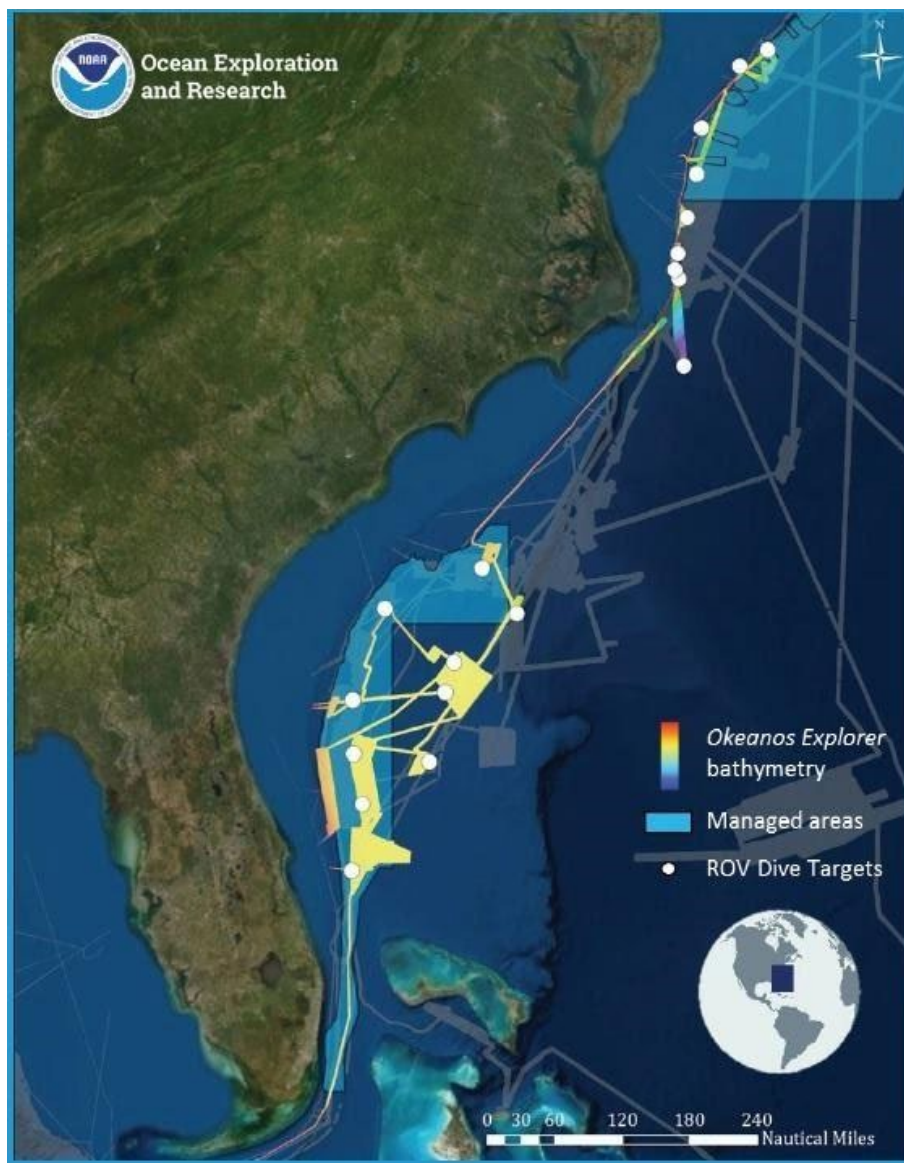 NOAA
Ocean Exploration
and Research
N
Okeanos Explorer
bathymetry
Managed areas
ROV Dive Targets
0 30 60 120 180 240
Nautical Miles